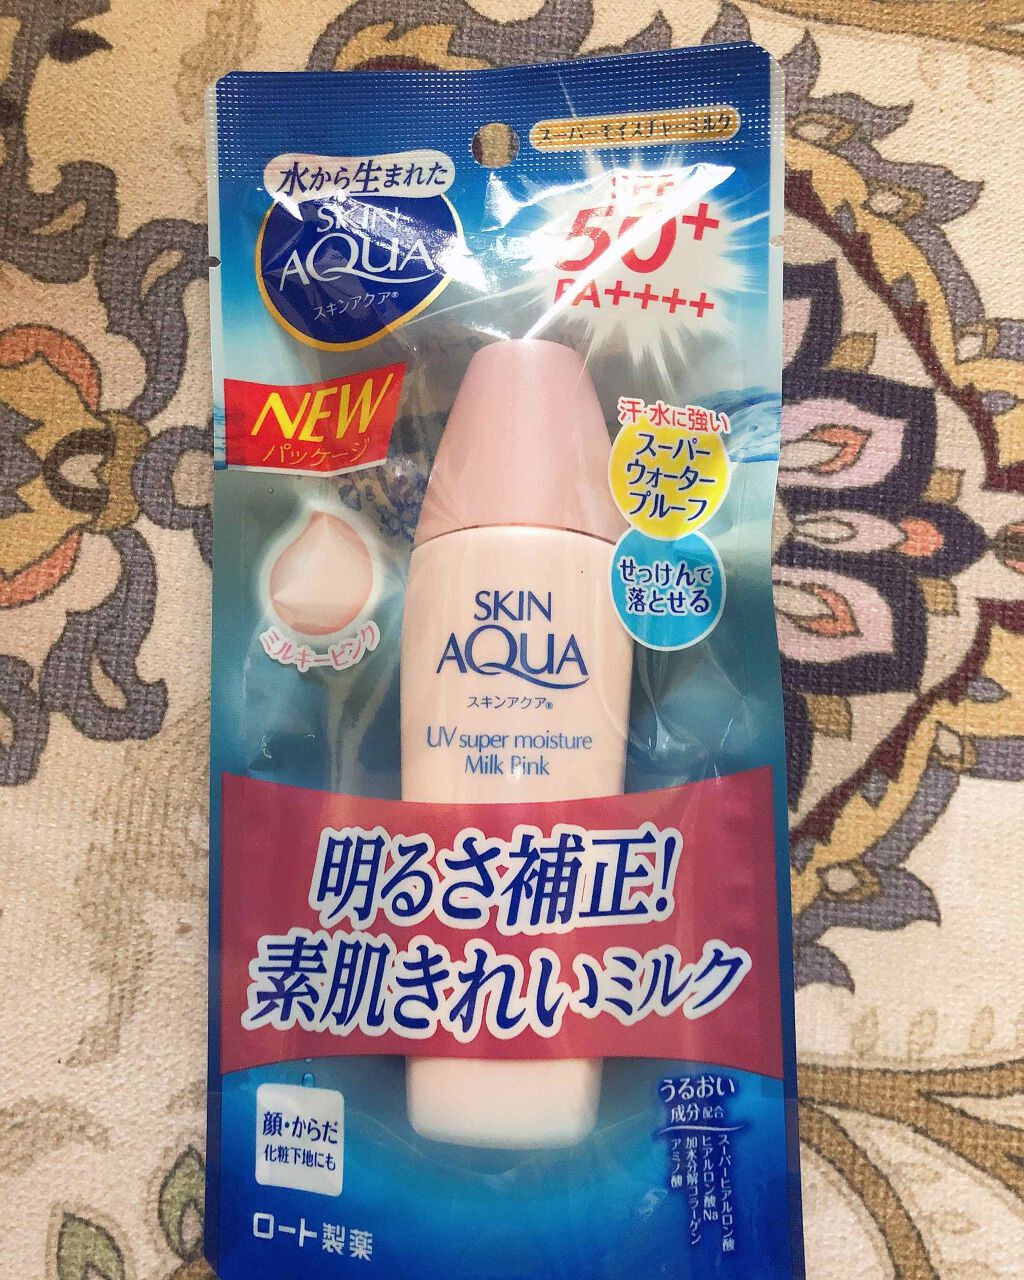 スーパーモイスチャーミルク
水から生まれた
SKIN
AQUA
スキンアクア®
SPF
50+
PA++++
NEW
パッケージ
汗・水に強い
スーパー
ウォーター
プルーフ
せっけんで
落とせる
ミルキーピンク
SKIN
AQUA
スキンアクア®
UV super moisture
Milk Pink
明るさ補正!
素肌きれいミルク
顔・からだ
化粧下地にも
うるおい
成分配合
スーパーヒアルロン酸
ヒアルロン酸Na
加水分解コラーゲン
アミノ酸
ロート製薬